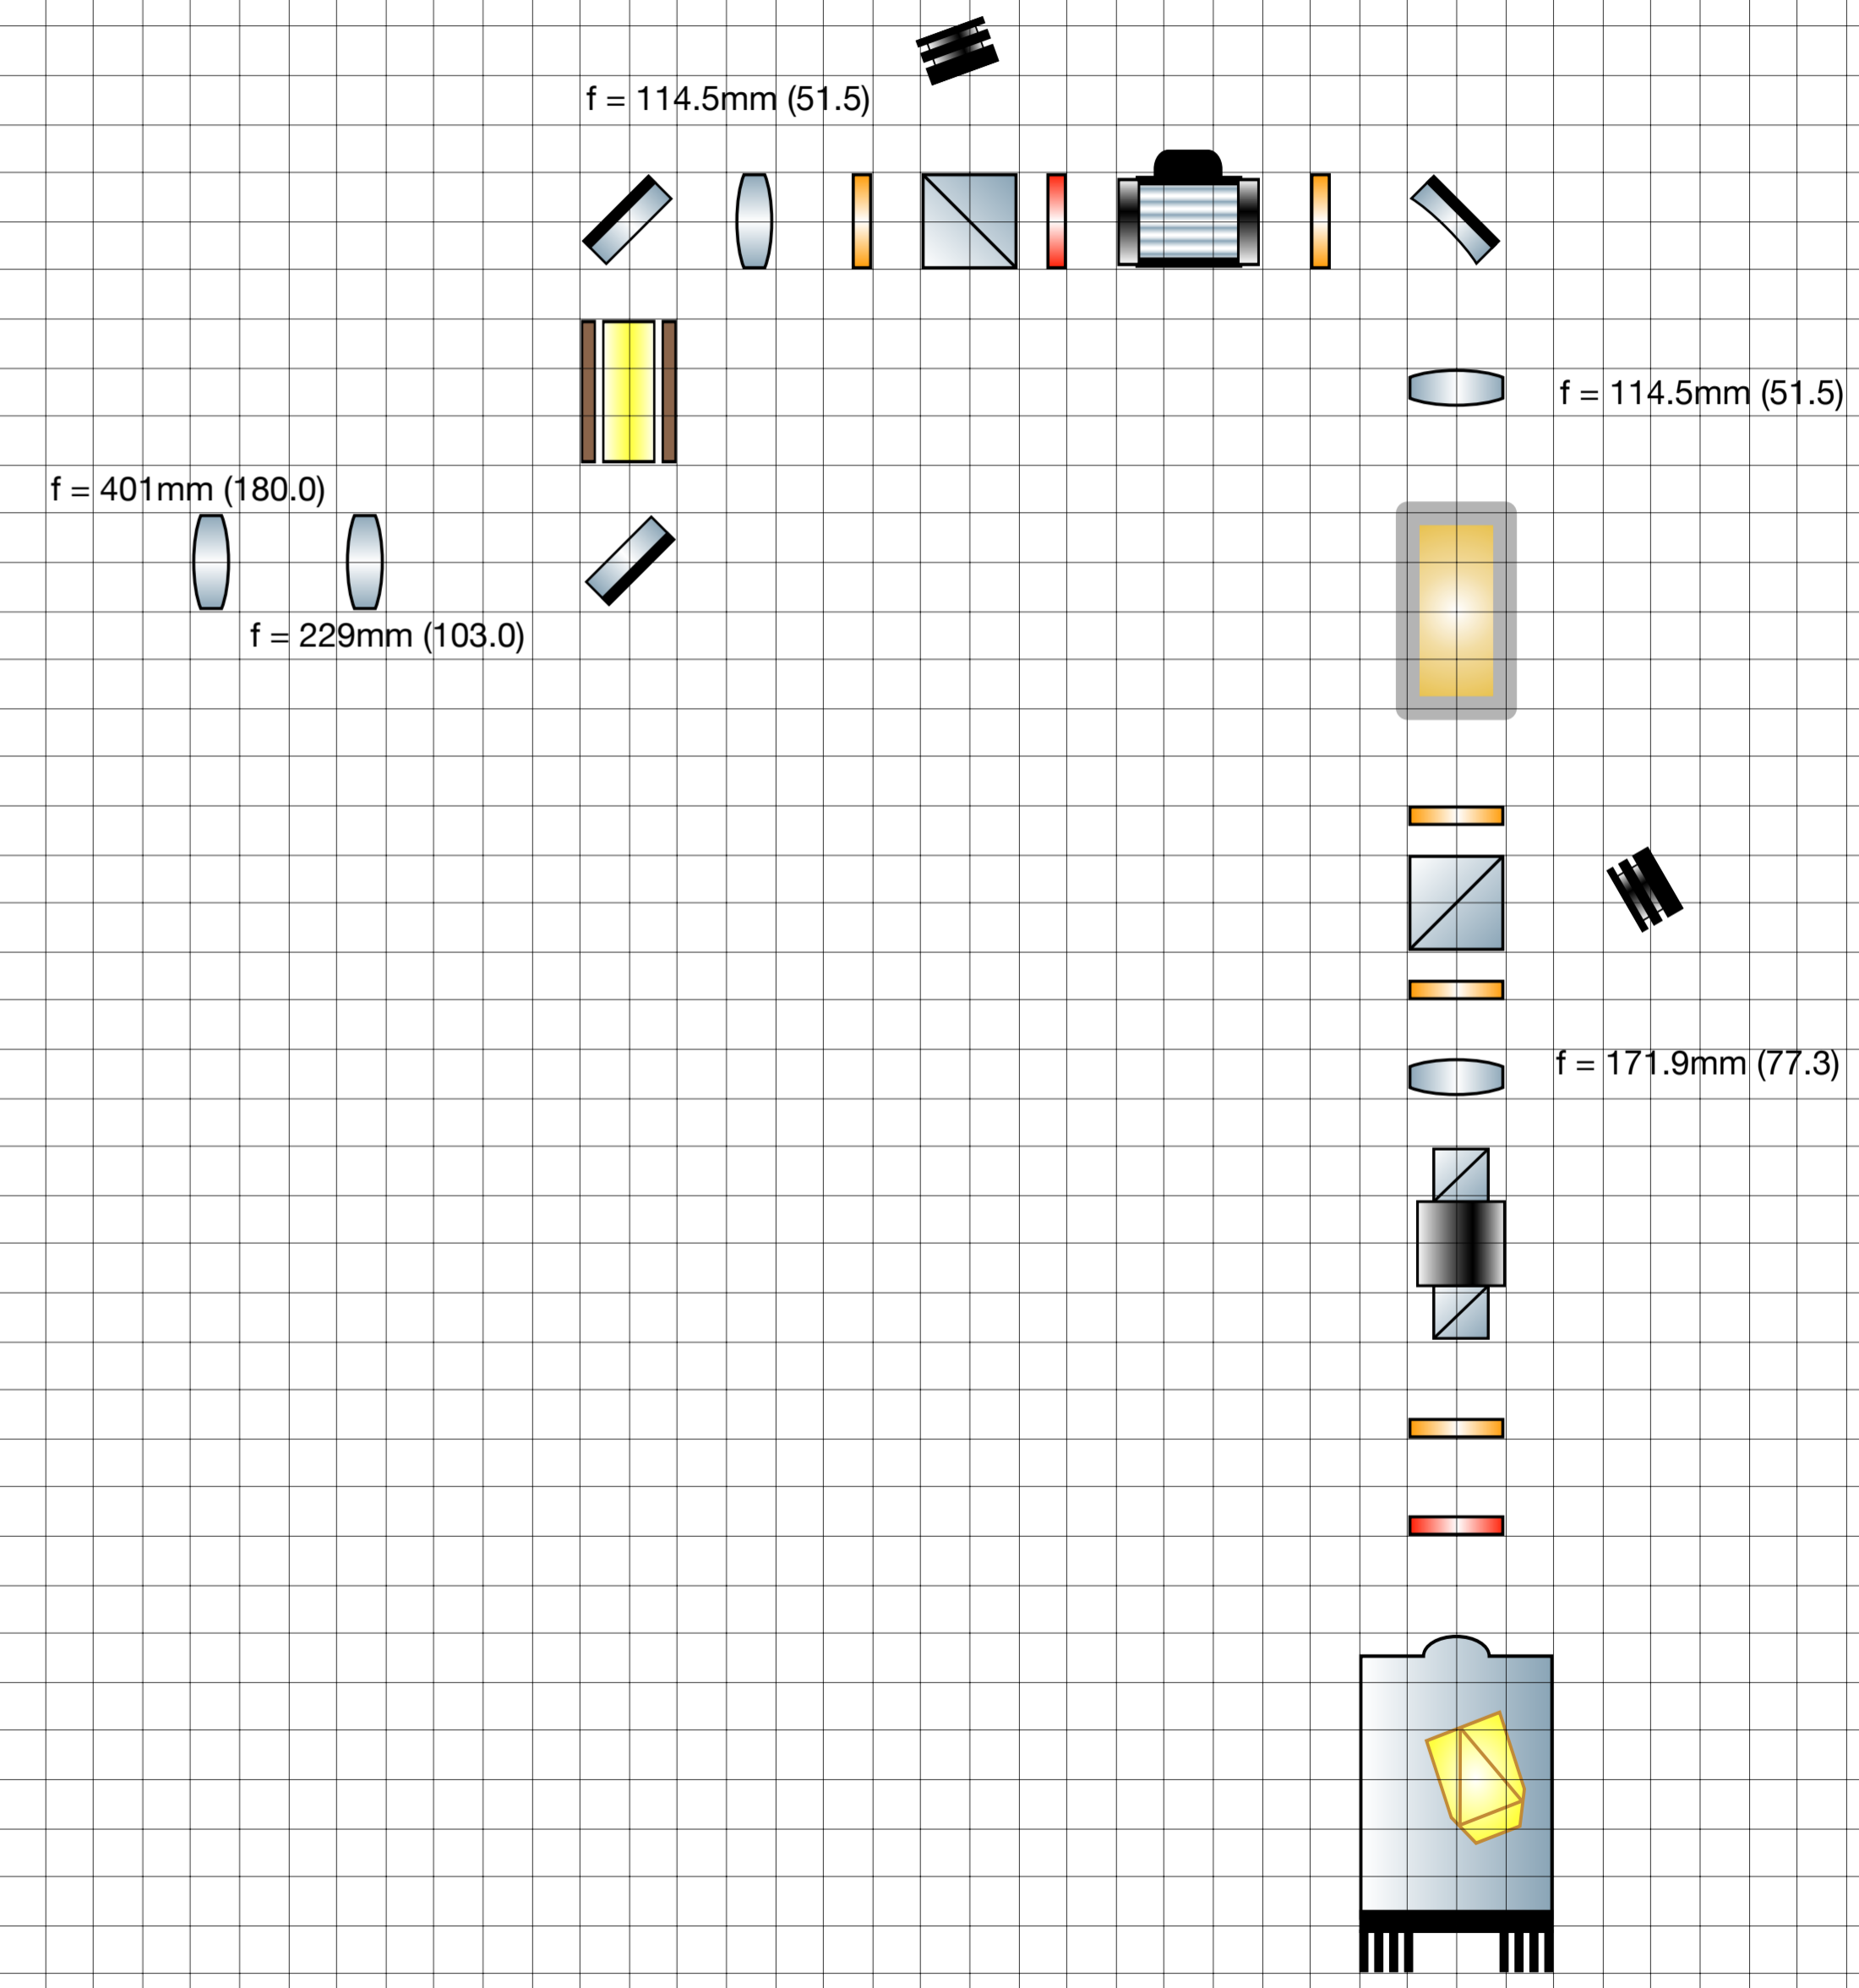 f = 114.5mm (51.5)
f = 114.5mm (51.5)
f = 401mm (180.0)
f = 229mm (103.0)
f = 171.9mm (77.3)